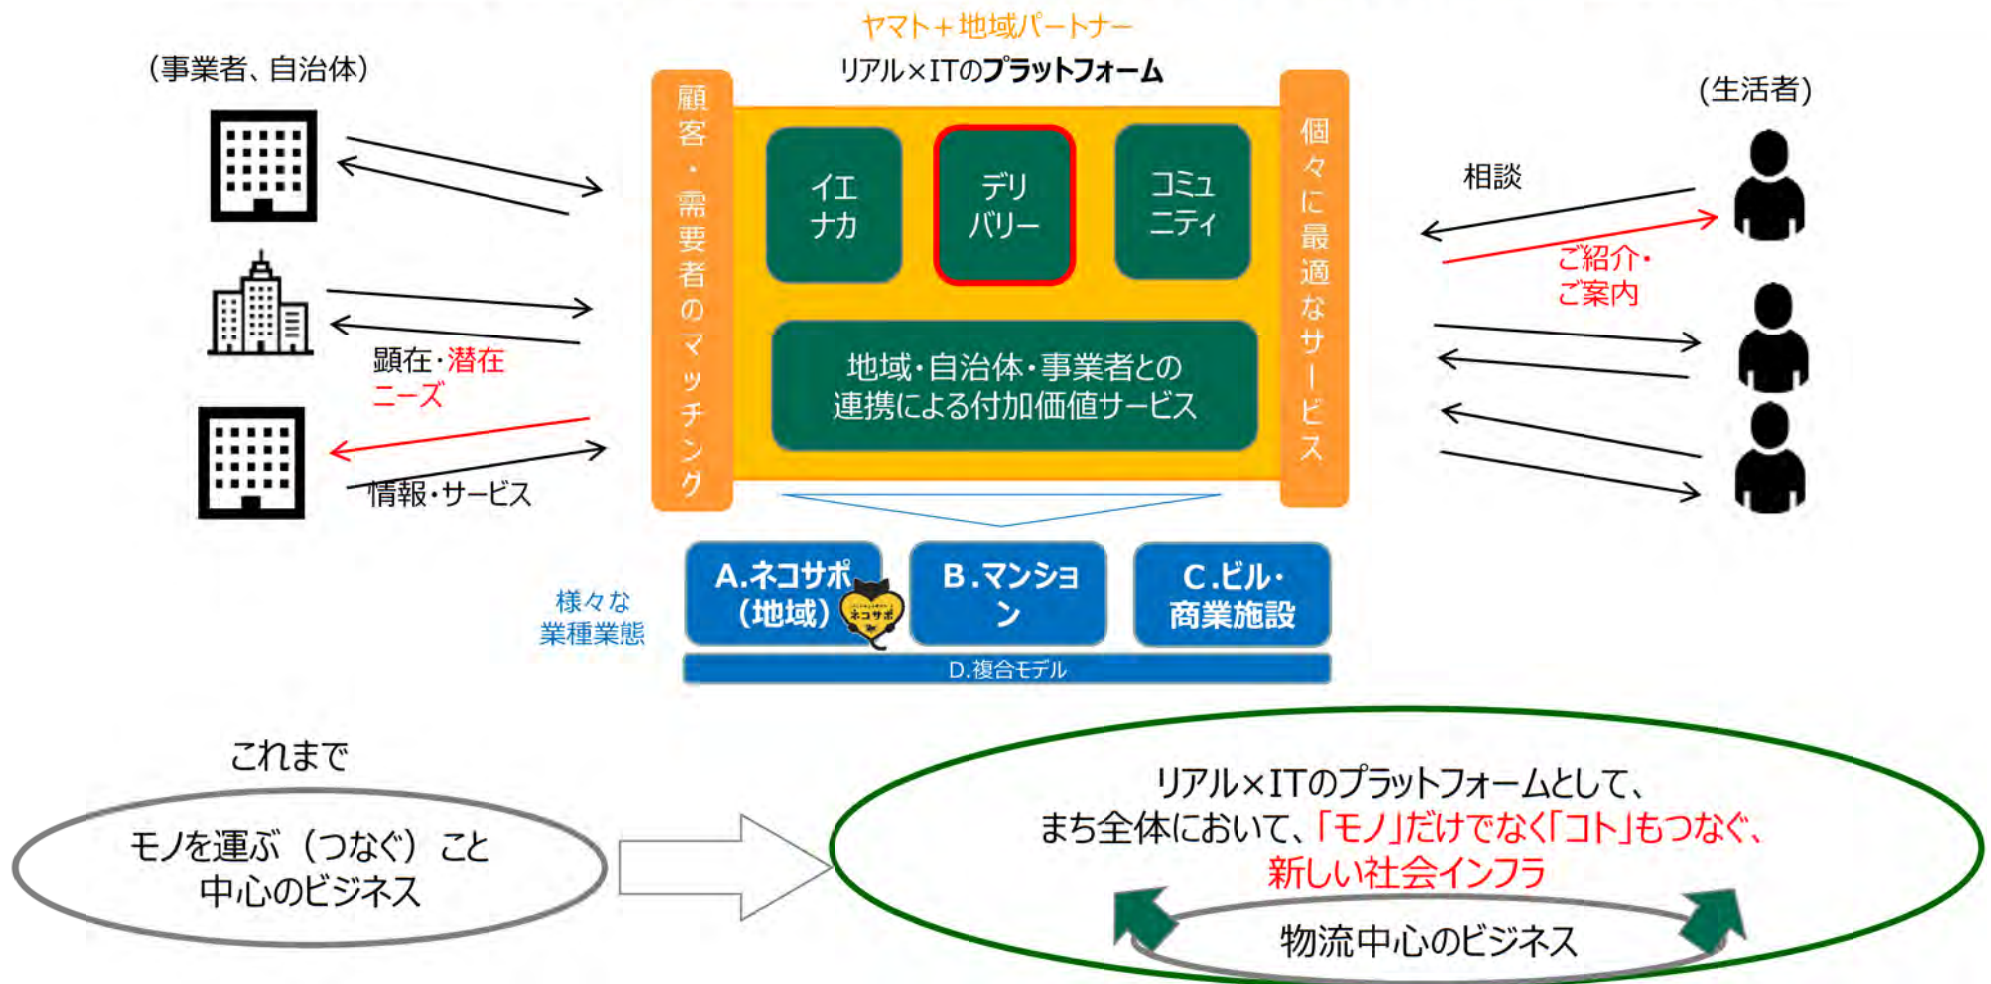 ヤマト＋地域パートナー
リアル×ITのプラットフォーム
（事業者、自治体）
顧客・需要者のマッチング
イエ
ナカ
デリ
バリー
コミュ
ニティ
地域・自治体・事業者との
連携による付加価値サービス
個々に最適なサービス
(生活者)
相談
ご紹介・
ご案内
顕在・潜在
ニーズ
情報・サービス
様々な
業種業態
A.ネコサポ
（地域）
ネコサポ
B.マンショ
ン
C.ビル・
商業施設
D.複合モデル
これまで
モノを運ぶ（つなぐ）こと
中心のビジネス
リアル×ITのプラットフォームとして、
まち全体において、「モノ」だけでなく「コト」もつなぐ、
新しい社会インフラ
物流中心のビジネス